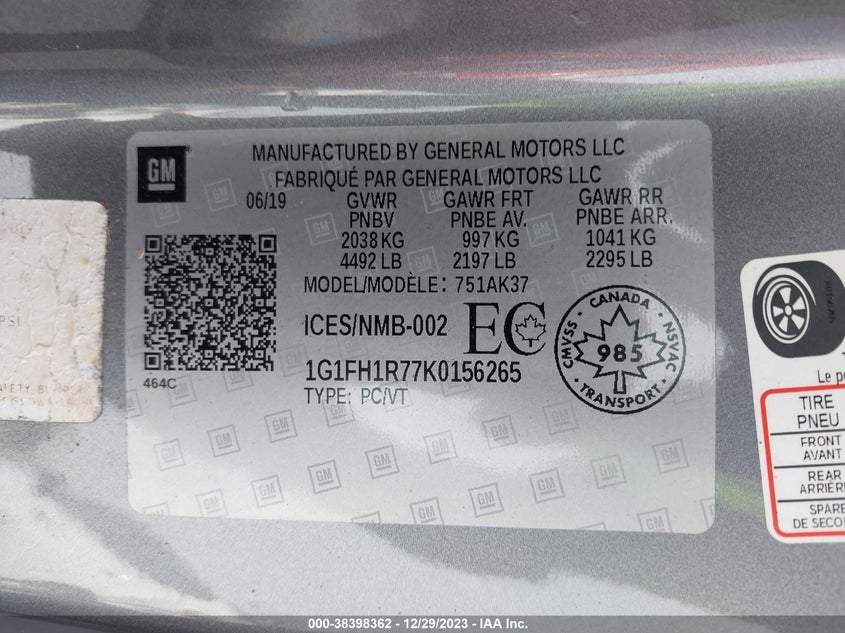 GM
MANUFACTURED BY GENERAL MOTORS LLC
FABRIQUÉ PAR GENERAL MOTORS LLC
06/19 GVWR GAWR FRT GAWR RR
PNBV PNBE AV. PNBE ARR.
2038 KG 997 KG 1041 KG
4492 LB 2197 LB 2295 LB
MODEL/MODÈLE: 751AK37
ICES/NMB-002 EC
1G1FH1R77K0156265
TYPE: PC/VT
464C
CANADA
CMVSS 985 NSVAC
TRANSPORT
PSI
Le p
TIRE
PNEU
FRONT
AVANT
REAR
ARRIÈRE
SPARE
DE SECOU
000-38398362 - 12/29/2023 - IAA Inc.